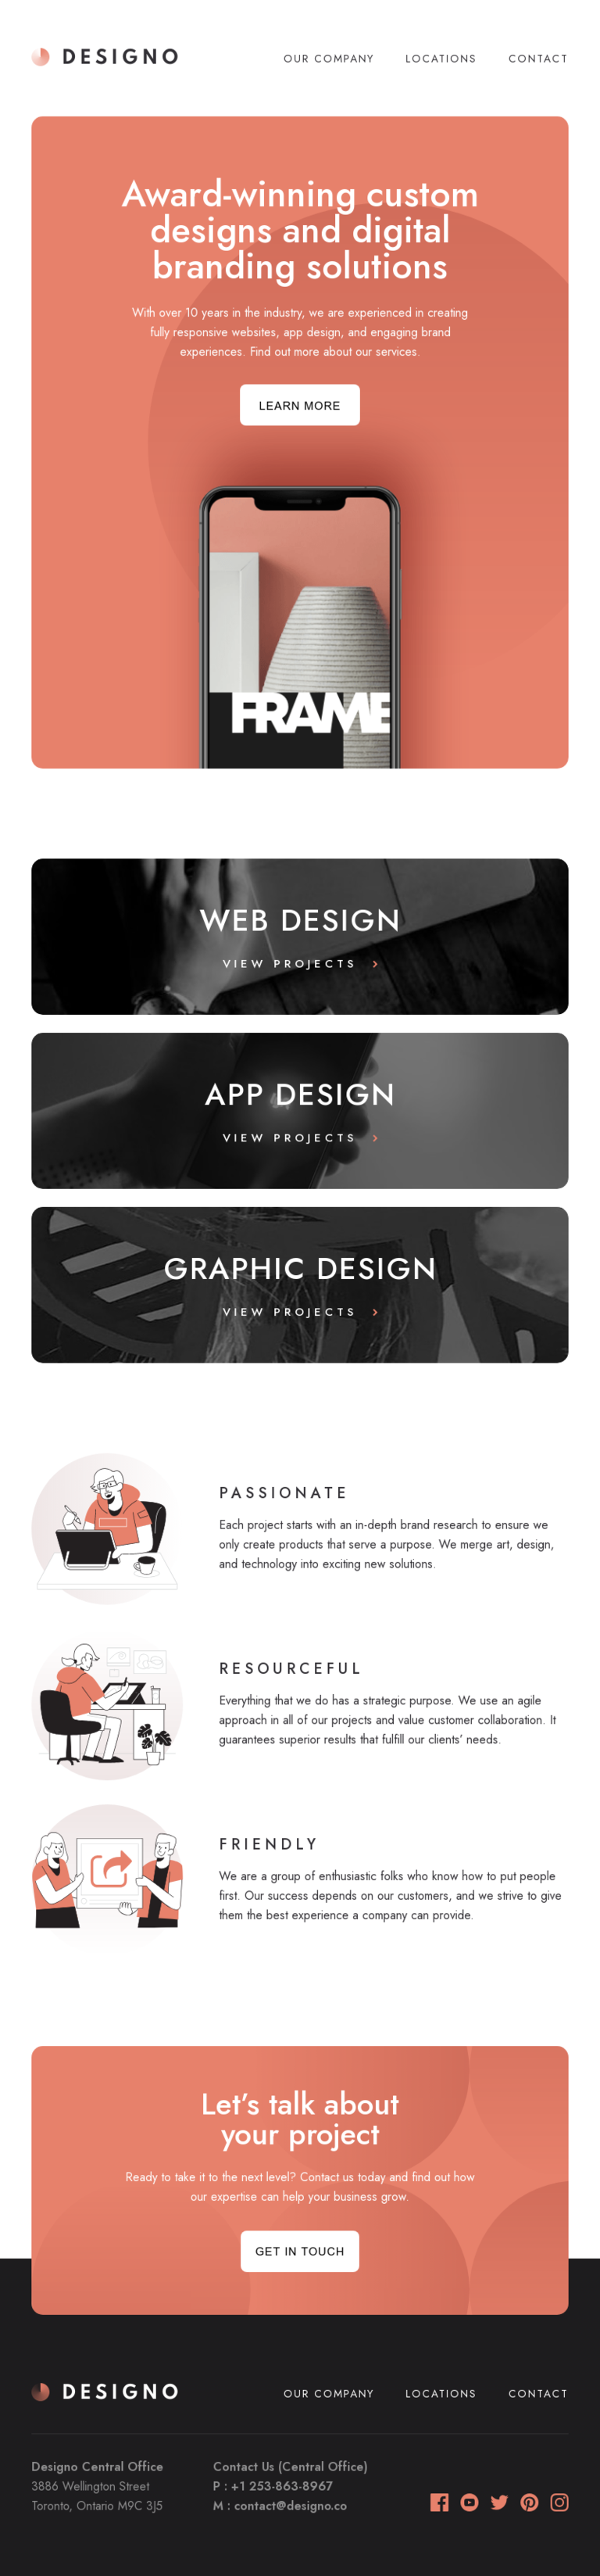 DESIGNO
OUR COMPANY LOCATIONS CONTACT
Award-winning custom
designs and digital
branding solutions
With over 10 years in the industry, we are experienced in creating
fully responsive websites, app design, and engaging brand
experiences. Find out more about our services.
LEARN MORE
FRAME
WEB DESIGN
VIEW PROJECTS
APP DESIGN
VIEW PROJECTS
GRAPHIC DESIGN
VIEW PROJECTS
PASSIONATE
Each project starts with an in-depth brand research to ensure we
only create products that serve a purpose. We merge art, design,
and technology into exciting new solutions.
RESOURCEFUL
Everything that we do has a strategic purpose. We use an agile
approach in all of our projects and value customer collaboration. It
guarantees superior results that fulfill our clients’ needs.
FRIENDLY
We are a group of enthusiastic folks who know how to put people
first. Our success depends on our customers, and we strive to give
them the best experience a company can provide.
Let’s talk about
your project
Ready to take it to the next level? Contact us today and find out how
our expertise can help your business grow.
GET IN TOUCH
DESIGNO
OUR COMPANY LOCATIONS CONTACT
Designo Central Office
3886 Wellington Street
Toronto, Ontario M9C 3J5
Contact Us (Central Office)
P : +1 253-863-8967
M : contact@designo.co